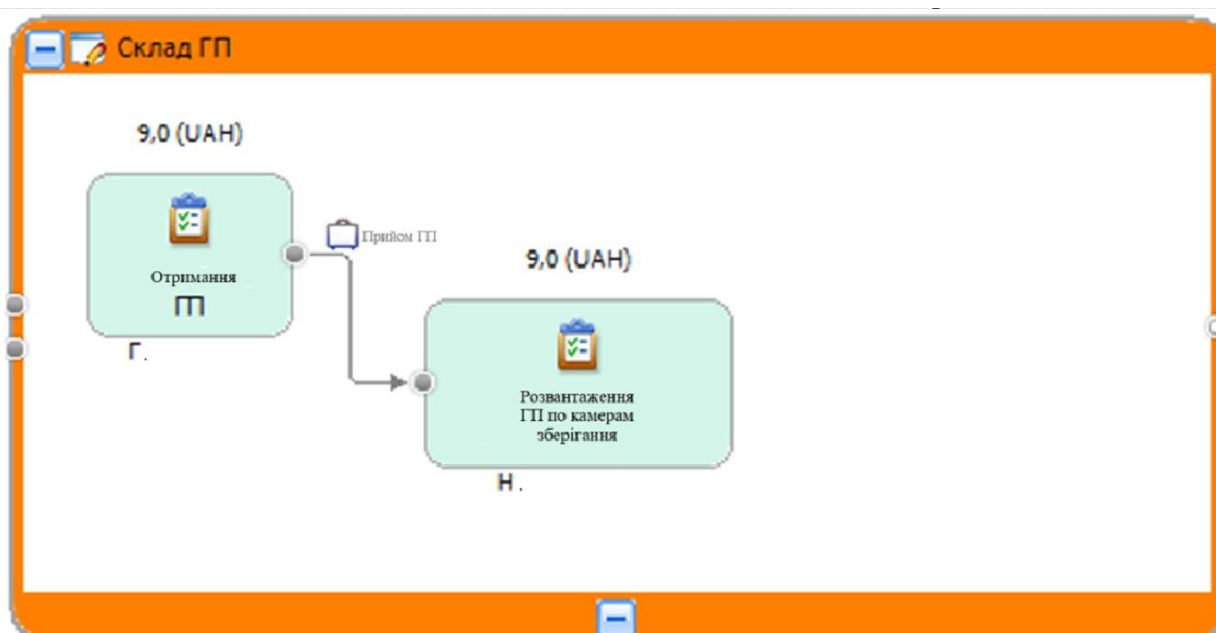 Склад ГП
9,0 (UAH)
Отримання
ГП
Г.
Прийом ГП
9,0 (UAH)
Розвантаження
ГП по камерам
зберігання
Н.